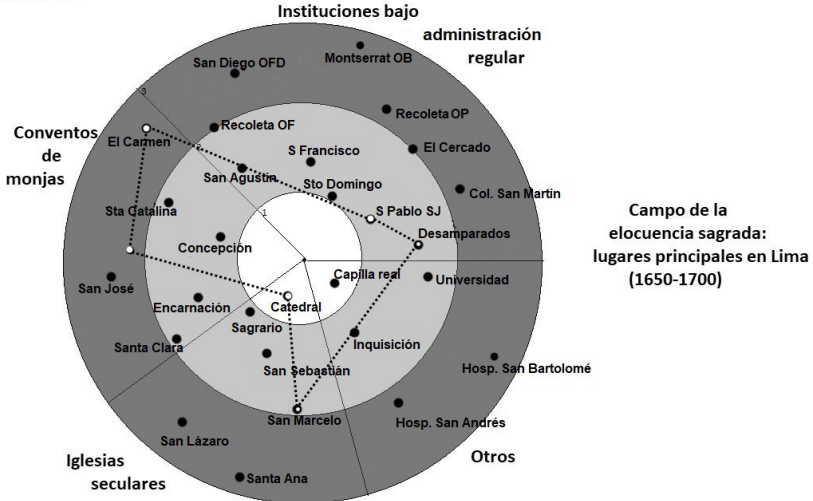 Instituciones bajo
administración
regular
Montserrat OB
San Diego OFD
3
Recoleta OP
Recoleta OF
El Carmen
Conventos
de
monjas
2
S Francisco
El Cercado
San Agustín
Sto Domingo
Col. San Martín
Sta Catalina
1
S Pablo SJ
Desamparados
Campo de la
elocuencia sagrada:
lugares principales en Lima
(1650-1700)
Concepción
Capilla real
Universidad
San José
Encarnación
Catedral
Sagrario
Santa Clara
Inquisición
San Sebastián
Hosp. San Bartolomé
San Marcelo
Hosp. San Andrés
San Lázaro
Iglesias
seculares
Otros
Santa Ana